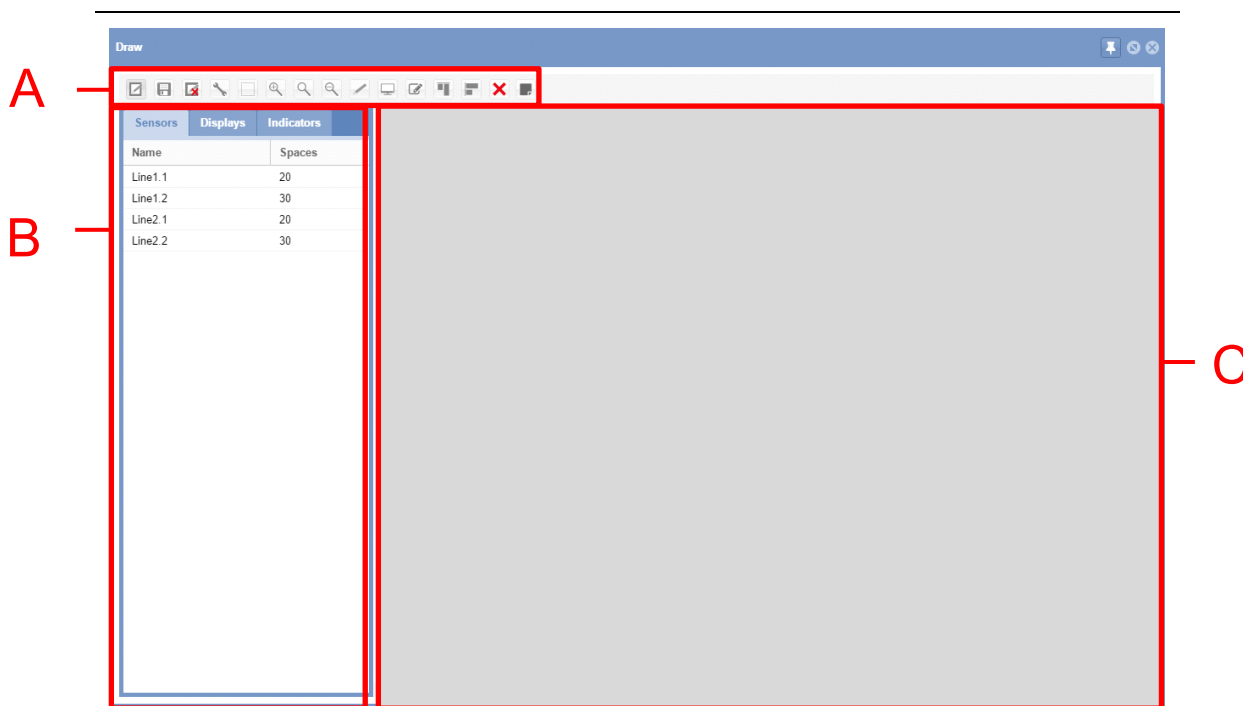 Draw
A
Sensors Displays Indicators
Name Spaces
Line1.1 20
Line1.2 30
B
Line2.1 20
Line2.2 30
C